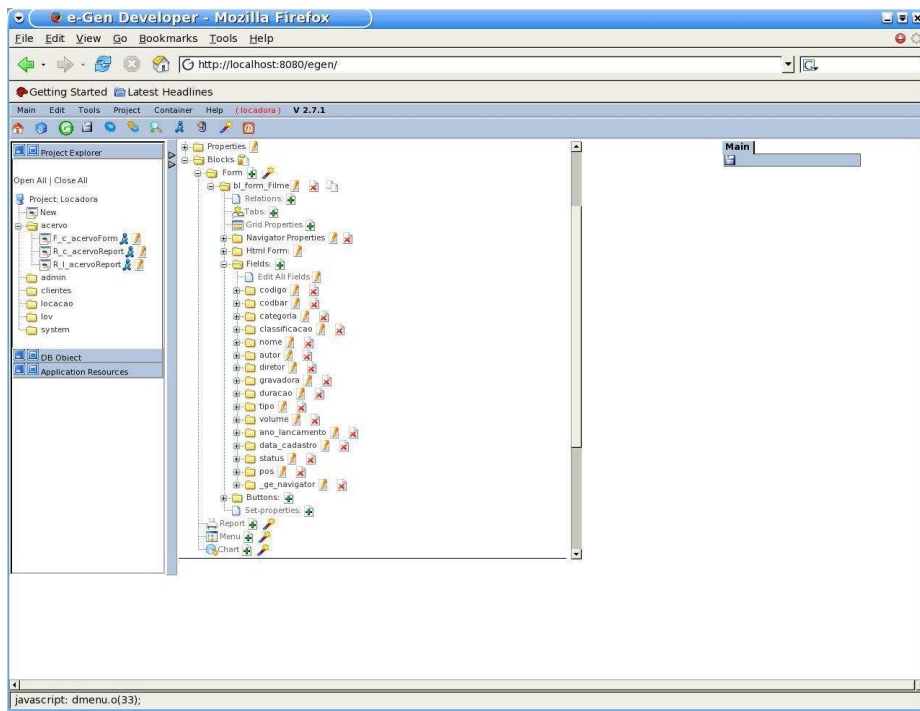 e-Gen Developer - Mozilla Firefox
File Edit View Go Bookmarks Tools Help
http://localhost:8080/egen/
Getting Started Latest Headlines
Main Edit Tools Project Container Help (locadora) V 2.7.1
Project Explorer
Open All | Close All
Project: Locadora
New
acervo
F_c_acervoForm
R_c_acervoReport
R_l_acervoReport
admin
clientes
locacao
lov
system
DB Object
Application Resources
Properties
Blocks
Form
bl_form_Filme
Relations:
Tabs:
Grid Properties
Navigator Properties
Html Form:
Fields:
Edit All Fields
codigo
codbar
categoria
classificacao
nome
autor
diretor
gravadora
duracao
tipo
volume
ano_lancamento
data_cadastro
status
pos
_ge_navigator
Buttons:
Set-properties:
Report
Menu
Chart
Main
javascript: dmenu.o(33);